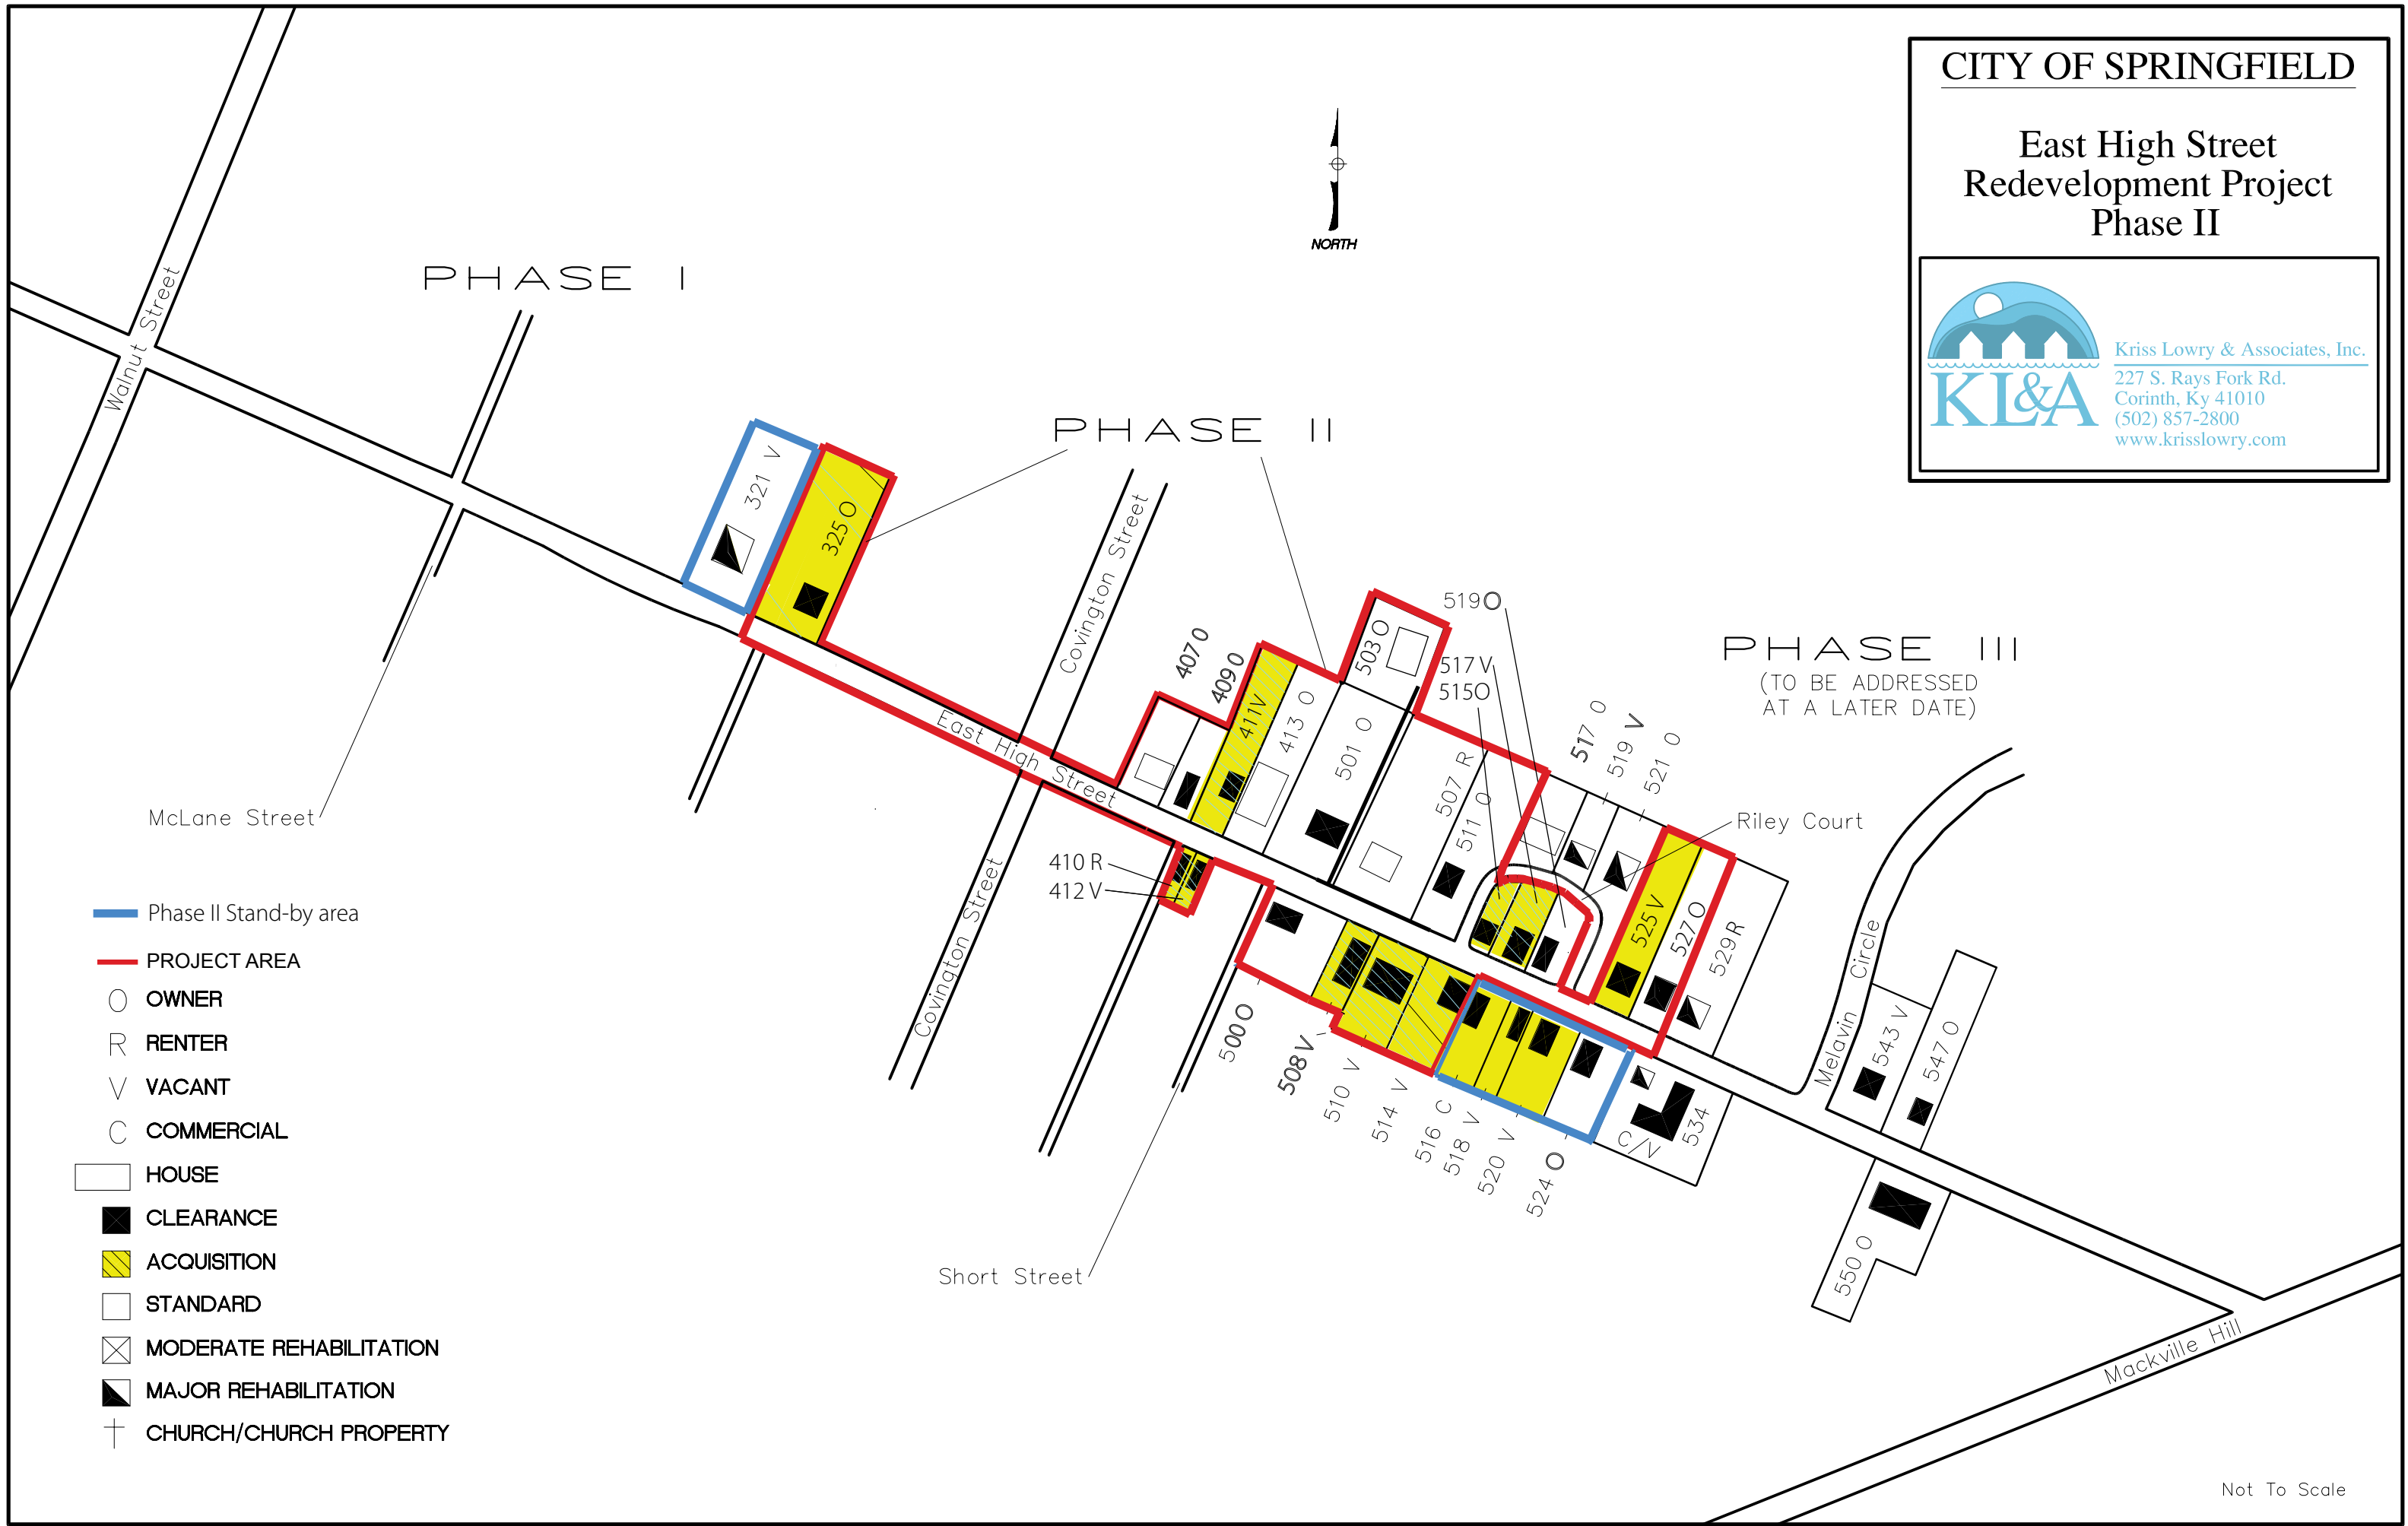 CITY OF SPRINGFIELD
East High Street
Redevelopment Project
Phase II
KL&A
Kriss Lowry & Associates, Inc.
227 S. Rays Fork Rd.
Corinth, Ky 41010
(502) 857-2800
www.krisslowry.com
NORTH
PHASE I
PHASE II
PHASE III
(TO BE ADDRESSED
AT A LATER DATE)
Walnut Street
McLane Street
Covington Street
East High Street
Covington Street
Short Street
Riley Court
Melavin Circle
Mackville Hill
321 V
325 O
407 O
409 O
411 V
413 O
501 O
503 O
507 R
511 O
519 O
517 V
515 O
517 O
519 V
521 O
525 V
527 O
529 R
410 R
412 V
500 O
508 V
510 V
514 V
516 C
518 V
520 V
524 O
C/V
534
543 V
547 O
550 O
Phase II Stand-by area
PROJECT AREA
O OWNER
R RENTER
V VACANT
C COMMERCIAL
HOUSE
CLEARANCE
ACQUISITION
STANDARD
MODERATE REHABILITATION
MAJOR REHABILITATION
CHURCH/CHURCH PROPERTY
Not To Scale